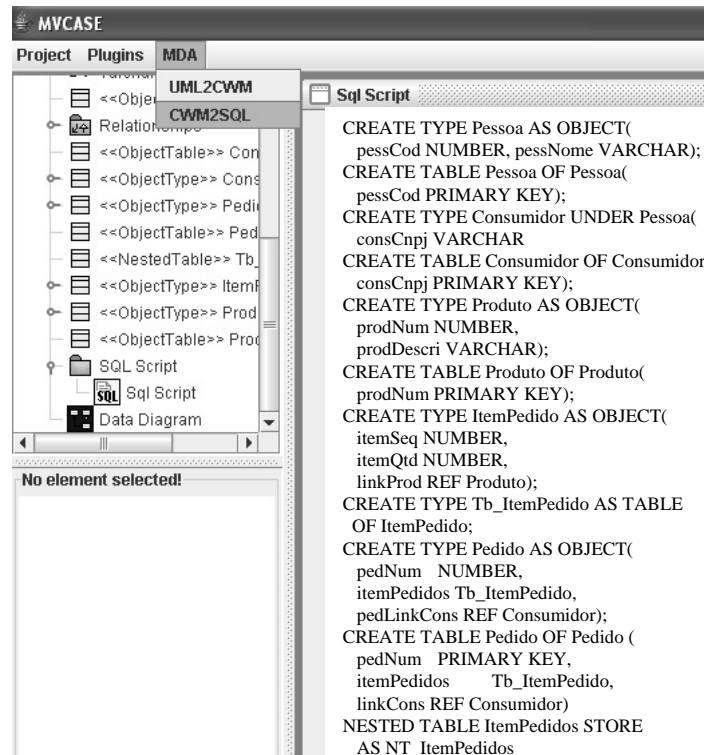 MVCASE
Project Plugins MDA
UML2CWM
CWM2SQL
<<Obje
Relationships
<<ObjectTable>> Con
<<ObjectType>> Cons
<<ObjectType>> Pedi
<<ObjectTable>> Ped
<<NestedTable>> Tb_
<<ObjectType>> ItemP
<<ObjectType>> Prod
<<ObjectTable>> Proc
SQL Script
SQL Sql Script
Data Diagram
No element selected!
Sql Script
CREATE TYPE Pessoa AS OBJECT(
pessCod NUMBER, pessNome VARCHAR);
CREATE TABLE Pessoa OF Pessoa(
pessCod PRIMARY KEY);
CREATE TYPE Consumidor UNDER Pessoa(
consCnpj VARCHAR
CREATE TABLE Consumidor OF Consumidor
consCnpj PRIMARY KEY);
CREATE TYPE Produto AS OBJECT(
prodNum NUMBER,
prodDescri VARCHAR);
CREATE TABLE Produto OF Produto(
prodNum PRIMARY KEY);
CREATE TYPE ItemPedido AS OBJECT(
itemSeq NUMBER,
itemQtd NUMBER,
linkProd REF Produto);
CREATE TYPE Tb_ItemPedido AS TABLE
OF ItemPedido;
CREATE TYPE Pedido AS OBJECT(
pedNum NUMBER,
itemPedidos Tb_ItemPedido,
pedLinkCons REF Consumidor);
CREATE TABLE Pedido OF Pedido (
pedNum PRIMARY KEY,
itemPedidos Tb_ItemPedido,
linkCons REF Consumidor)
NESTED TABLE ItemPedidos STORE
AS NT_ItemPedidos